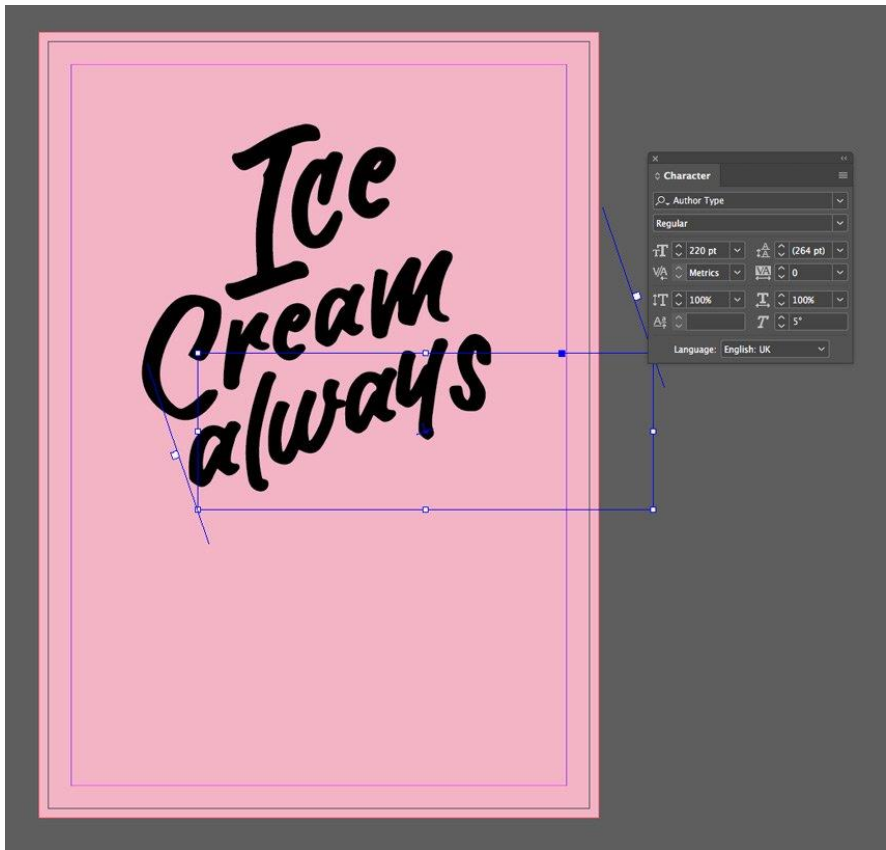 Ice
Cream
always
Character
Author Type
Regular
220 pt (264 pt)
Metrics 0
100% 100%
5°
Language: English: UK